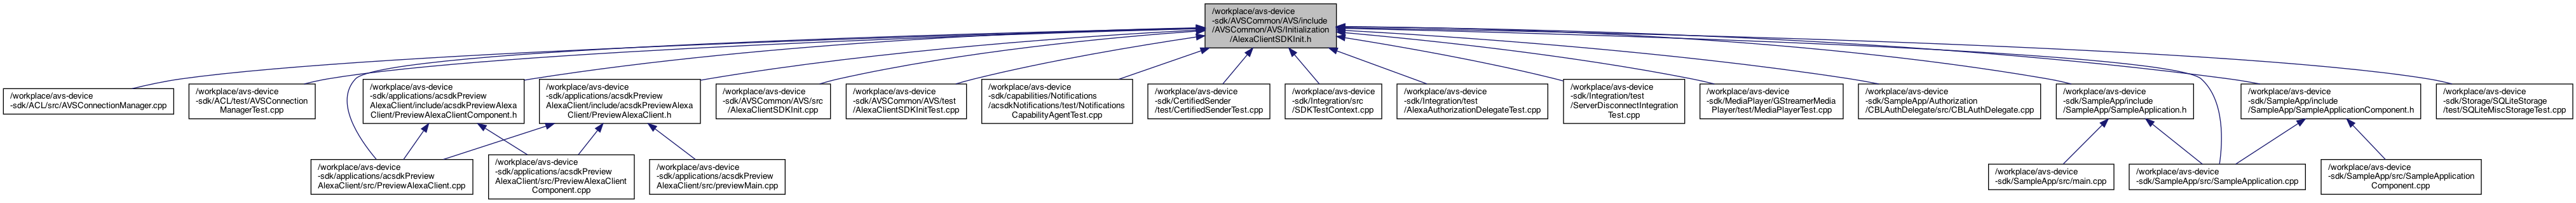 /workplace/avs-device
-sdk/AVSCommon/AVS/include
/AVSCommon/AVS/Initialization
/AlexaClientSDKInit.h
/workplace/avs-device
-sdk/ACL/src/AVSConnectionManager.cpp
/workplace/avs-device
-sdk/ACL/test/AVSConnection
ManagerTest.cpp
/workplace/avs-device
-sdk/applications/acsdkPreview
AlexaClient/include/acsdkPreviewAlexa
Client/PreviewAlexaClientComponent.h
/workplace/avs-device
-sdk/applications/acsdkPreview
AlexaClient/include/acsdkPreviewAlexa
Client/PreviewAlexaClient.h
/workplace/avs-device
-sdk/AVSCommon/AVS/src
/AlexaClientSDKInit.cpp
/workplace/avs-device
-sdk/AVSCommon/AVS/test
/AlexaClientSDKInitTest.cpp
/workplace/avs-device
-sdk/capabilities/Notifications
/acsdkNotifications/test/Notifications
CapabilityAgentTest.cpp
/workplace/avs-device
-sdk/CertifiedSender
/test/CertifiedSenderTest.cpp
/workplace/avs-device
-sdk/Integration/src
/SDKTestContext.cpp
/workplace/avs-device
-sdk/Integration/test
/AlexaAuthorizationDelegateTest.cpp
/workplace/avs-device
-sdk/Integration/test
/ServerDisconnectIntegration
Test.cpp
/workplace/avs-device
-sdk/MediaPlayer/GStreamerMedia
Player/test/MediaPlayerTest.cpp
/workplace/avs-device
-sdk/SampleApp/Authorization
/CBLAuthDelegate/src/CBLAuthDelegate.cpp
/workplace/avs-device
-sdk/SampleApp/include
/SampleApp/SampleApplication.h
/workplace/avs-device
-sdk/SampleApp/include
/SampleApp/SampleApplicationComponent.h
/workplace/avs-device
-sdk/Storage/SQLiteStorage
/test/SQLiteMiscStorageTest.cpp
/workplace/avs-device
-sdk/applications/acsdkPreview
AlexaClient/src/PreviewAlexaClient.cpp
/workplace/avs-device
-sdk/applications/acsdkPreview
AlexaClient/src/PreviewAlexaClient
Component.cpp
/workplace/avs-device
-sdk/applications/acsdkPreview
AlexaClient/src/previewMain.cpp
/workplace/avs-device
-sdk/SampleApp/src/main.cpp
/workplace/avs-device
-sdk/SampleApp/src/SampleApplication.cpp
/workplace/avs-device
-sdk/SampleApp/src/SampleApplication
Component.cpp